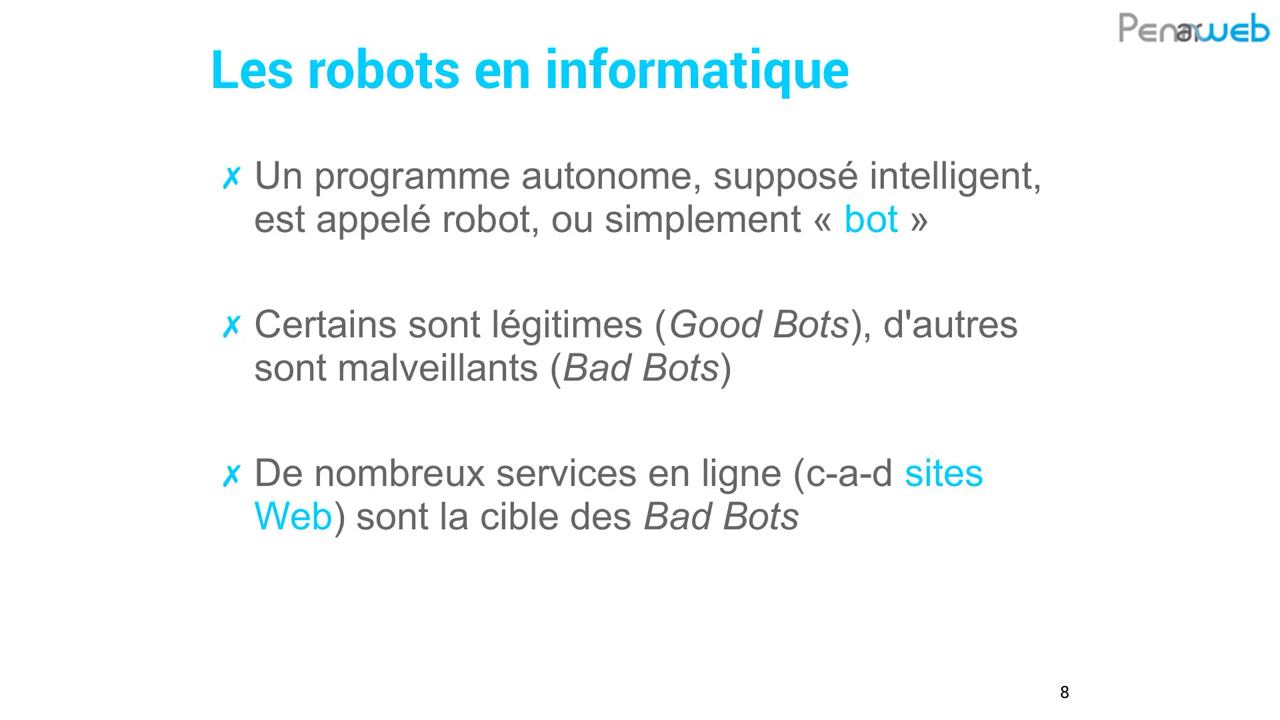 Penarweb
Les robots en informatique
✗ Un programme autonome, supposé intelligent,
est appelé robot, ou simplement « bot »
✗ Certains sont légitimes (Good Bots), d'autres
sont malveillants (Bad Bots)
✗ De nombreux services en ligne (c-a-d sites
Web) sont la cible des Bad Bots
8